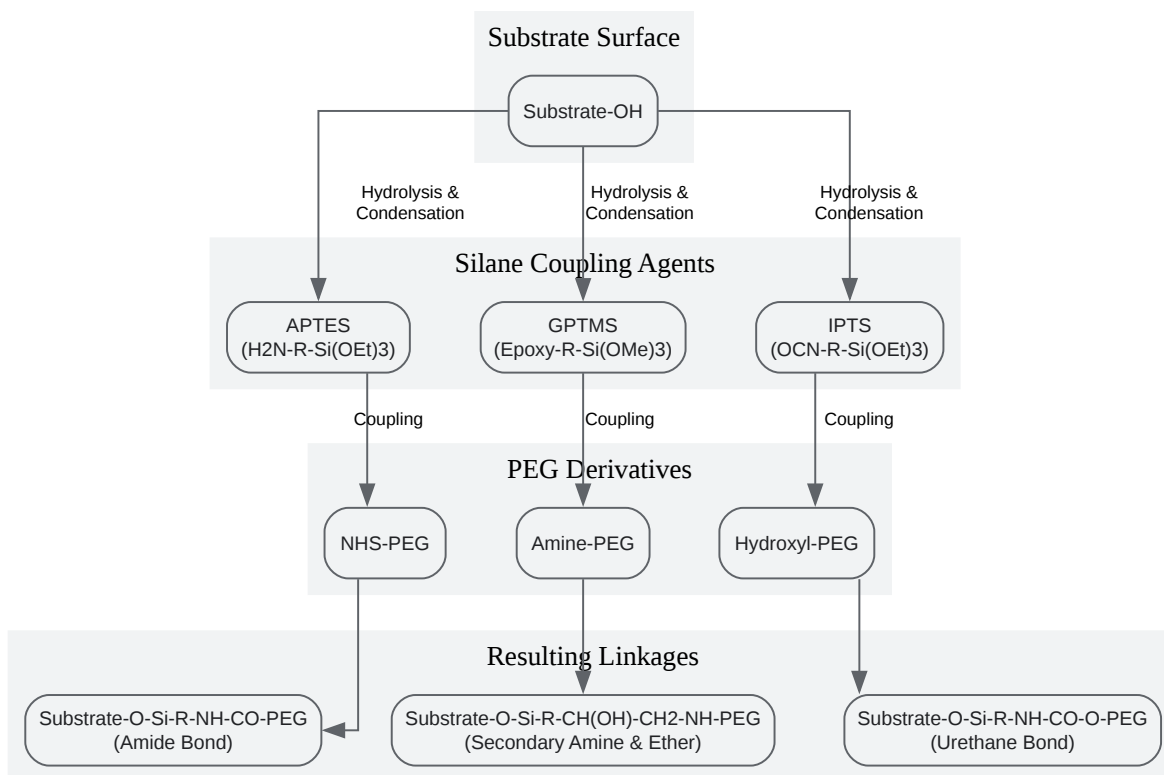 Substrate Surface
Substrate-OH
Hydrolysis &
Condensation
Hydrolysis &
Condensation
Hydrolysis &
Condensation
Silane Coupling Agents
APTES
(H2N-R-Si(OEt)3)
GPTMS
(Epoxy-R-Si(OMe)3)
IPTS
(OCN-R-Si(OEt)3)
Coupling
Coupling
Coupling
PEG Derivatives
NHS-PEG
Amine-PEG
Hydroxyl-PEG
Resulting Linkages
Substrate-O-Si-R-NH-CO-PEG
(Amide Bond)
Substrate-O-Si-R-CH(OH)-CH2-NH-PEG
(Secondary Amine & Ether)
Substrate-O-Si-R-NH-CO-O-PEG
(Urethane Bond)